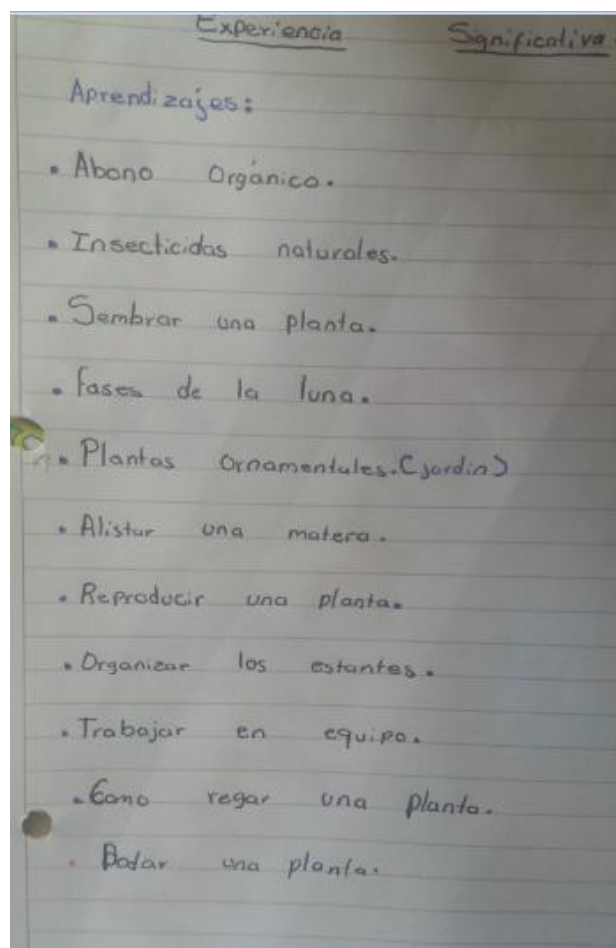 Experiencia Significativa.
Aprendizajes:
• Abono Orgánico.
• Insecticidas naturales.
• Sembrar una planta.
• fases de la luna.
• Plantas Ornamentales. (jardin)
• Alistar una matera.
• Reproducir una planta.
• Organizar los estantes.
• Trabajar en equipo.
• Como regar una planta.
• una planta.